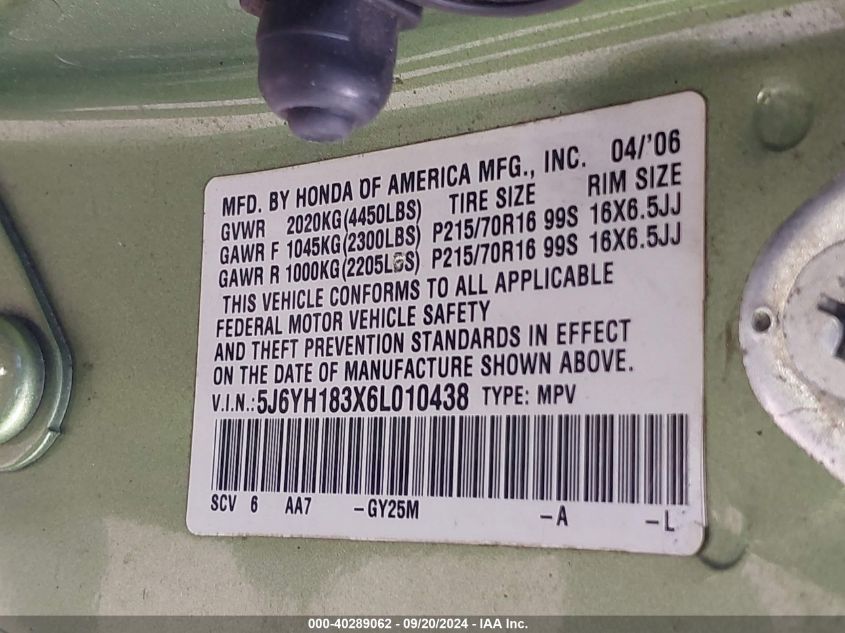 MFD. BY HONDA OF AMERICA MFG., INC. 04/'06
GVWR 2020KG(4450LBS) TIRE SIZE RIM SIZE
GAWR F 1045KG(2300LBS) P215/70R16 99S 16X6.5JJ
GAWR R 1000KG(2205LBS) P215/70R16 99S 16X6.5JJ
THIS VEHICLE CONFORMS TO ALL APPLICABLE
FEDERAL MOTOR VEHICLE SAFETY
AND THEFT PREVENTION STANDARDS IN EFFECT
ON THE DATE OF MANUFACTURE SHOWN ABOVE.
V.I.N.:5J6YH183X6L010438 TYPE: MPV
SCV 6 AA7 -GY25M -A -L
000-40289062 - 09/20/2024 - IAA Inc.